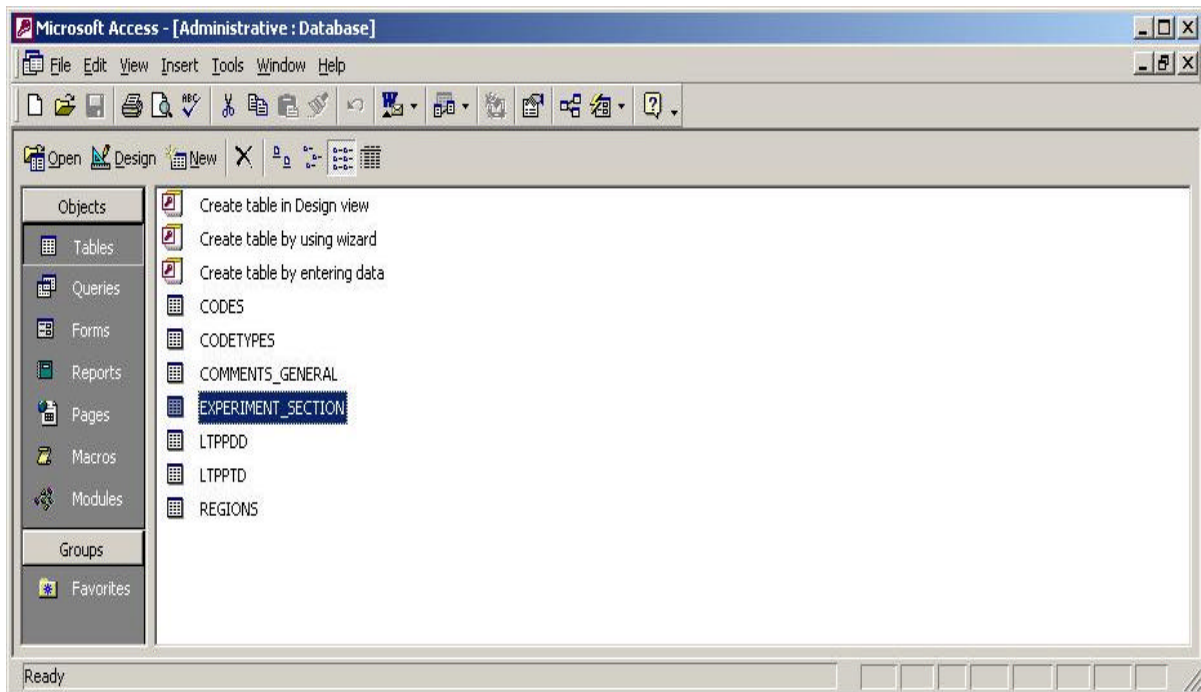 Microsoft Access - [Administrative : Database]
File Edit View Insert Tools Window Help
ABC
Open Design New
Objects
Tables
Queries
Forms
Reports
Pages
Macros
Modules
Groups
Favorites
Create table in Design view
Create table by using wizard
Create table by entering data
CODES
CODETYPES
COMMENTS_GENERAL
EXPERIMENT_SECTION
LTPPDD
LTPPTD
REGIONS
Ready